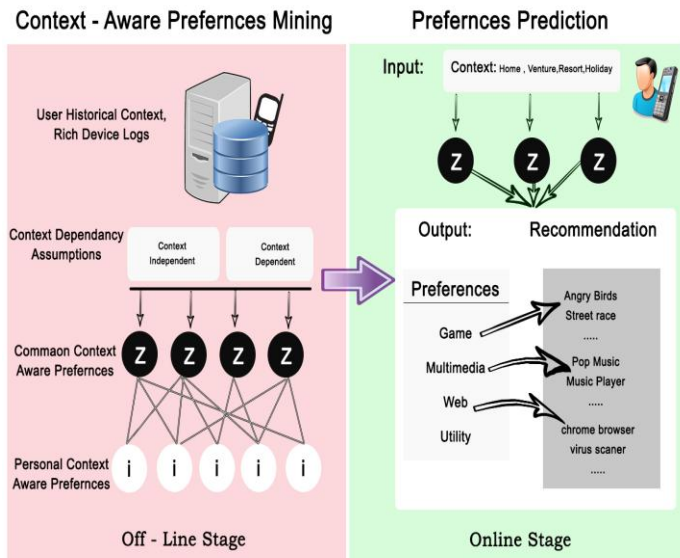 Context - Aware Prefernces Mining
User Historical Context,
Rich Device Logs
Context Dependancy
Assumptions
Context
Independent
Context
Dependent
Z Z Z Z
Commaon Context
Aware Prefernces
i i i i i
Personal Context
Aware Prefernces
Off - Line Stage
Prefernces Prediction
Input:
Context: Home , Venture,Resort,Holiday
Z Z Z
Output:
Recommendation
Preferences
Game
Multimedia
Web
Utility
Angry Birds
Street race
.....
Pop Music
Music Player
.....
chrome browser
virus scaner
.....
Online Stage